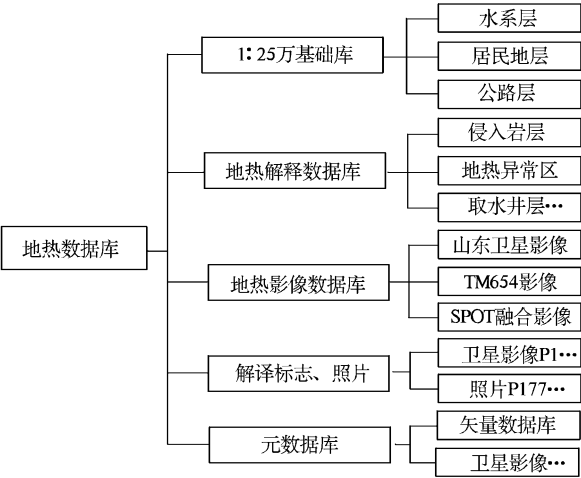 地热数据库
1∶25万基础库
水系层
居民地层
公路层
地热解释数据库
侵入岩层
地热异常区
取水井层…
地热影像数据库
山东卫星影像
TM654影像
SPOT融合影像
解译标志、照片
卫星影像P1…
照片P177…
元数据库
矢量数据库
卫星影像…